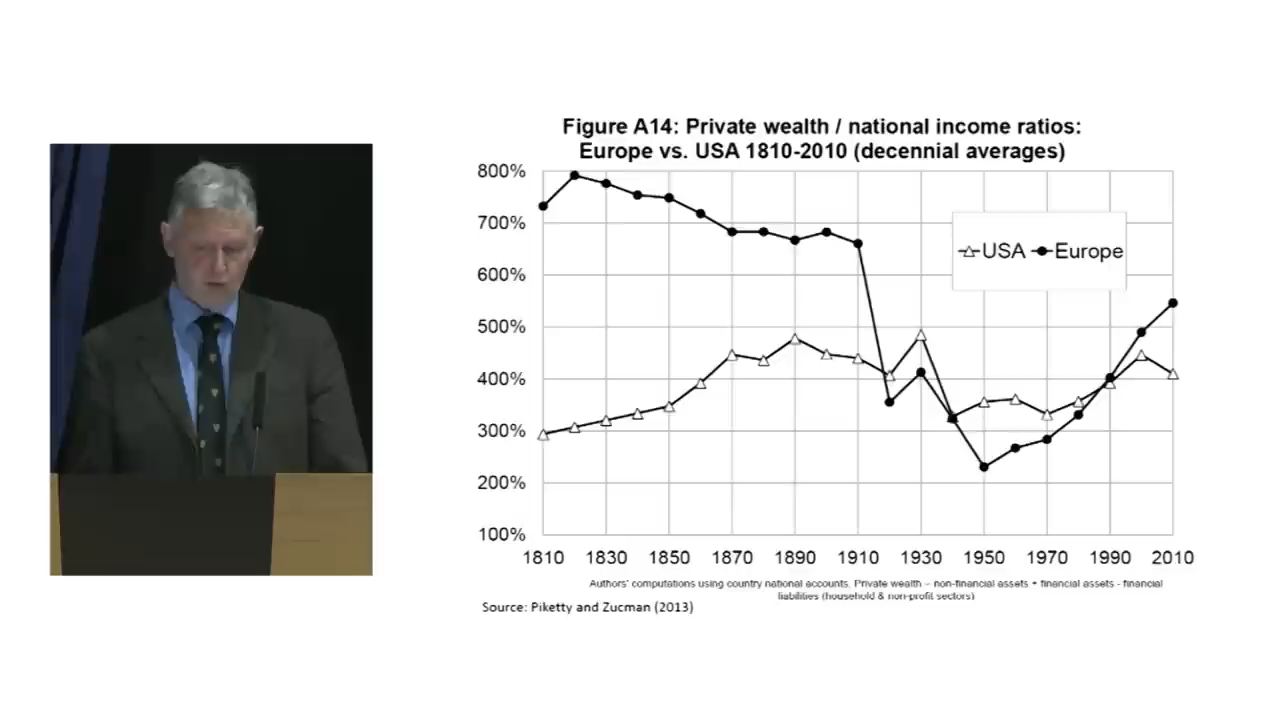 Figure A14: Private wealth / national income ratios:
Europe vs. USA 1810-2010 (decennial averages)
800%
700%
600%
500%
400%
300%
200%
100%
USA Europe
1810 1830 1850 1870 1890 1910 1930 1950 1970 1990 2010
Authors' computations using country national accounts. Private wealth = non-financial assets + financial assets - financial
liabilities (household & non-profit sectors)
Source: Piketty and Zucman (2013)